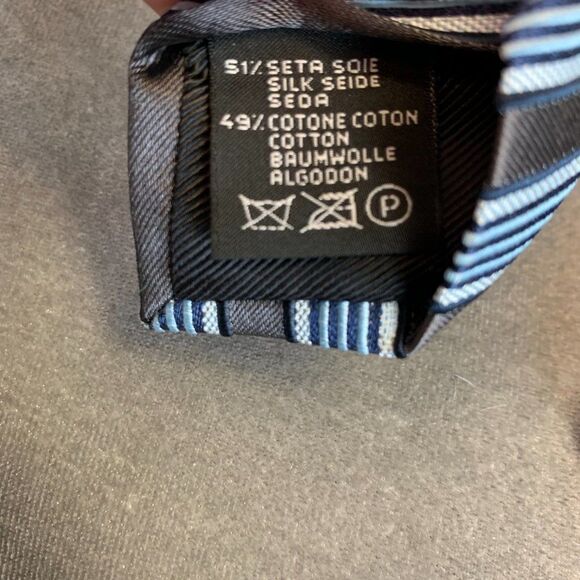 51% SETA SOIE
SILK SEIDE
SEDA
49% COTONE COTON
COTTON
BAUMWOLLE
ALGODON
P